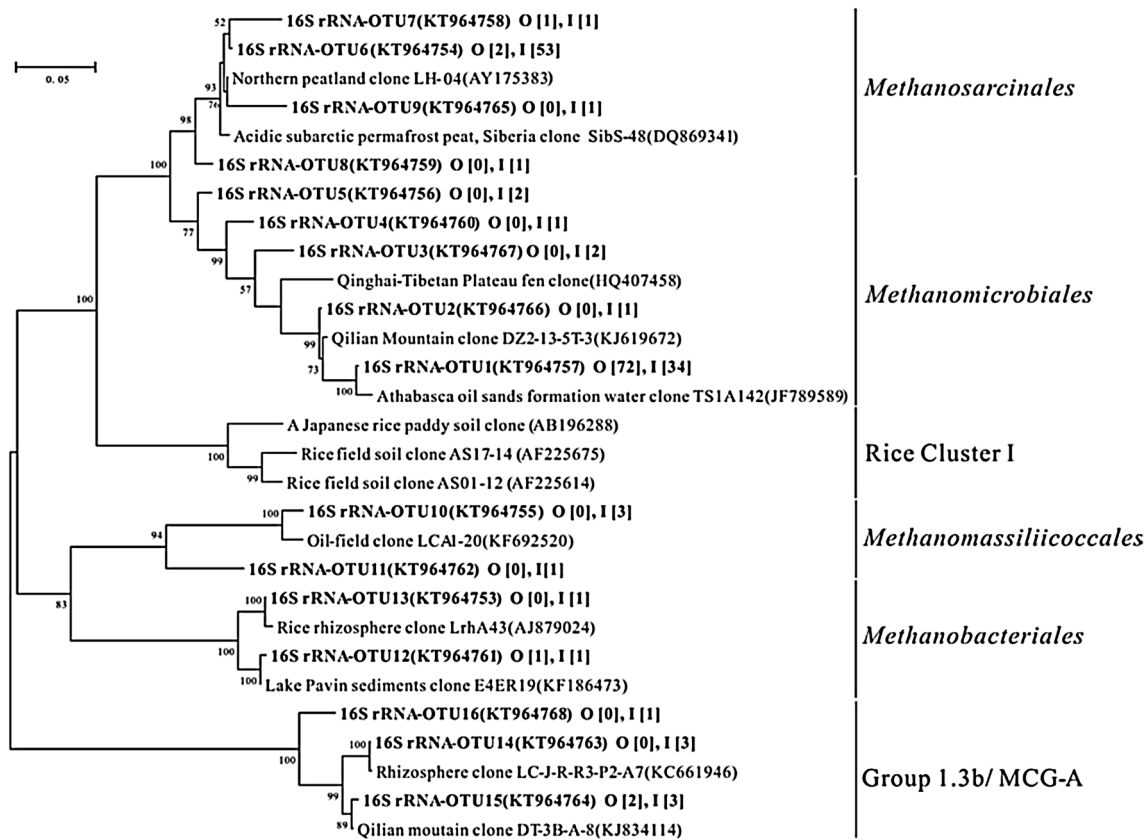 52
16S rRNA-OTU7(KT964758) O [1], I [1]
16S rRNA-OTU6(KT964754) O [2], I [53]
0.05
Northern peatland clone LH-04(AY175383)
Methanosarcinales
93
76
16S rRNA-OTU9(KT964765) O [0], I [1]
98
Acidic subarctic permafrost peat, Siberia clone SibS-48(DQ869341)
100
16S rRNA-OTU8(KT964759) O [0], I [1]
16S rRNA-OTU5(KT964756) O [0], I [2]
77
16S rRNA-OTU4(KT964760) O [0], I [1]
99
16S rRNA-OTU3(KT964767) O [0], I [2]
57
Qinghai-Tibetan Plateau fen clone(HQ407458)
Methanomicrobiales
100
16S rRNA-OTU2(KT964766) O [0], I [1]
99
Qilian Mountain clone DZ2-13-5T-3(KJ619672)
73
16S rRNA-OTU1(KT964757) O [72], I [34]
100
Athabasca oil sands formation water clone TS1A142(JF789589)
A Japanese rice paddy soil clone (AB196288)
100
Rice field soil clone AS17-14 (AF225675)
Rice Cluster I
99
Rice field soil clone AS01-12 (AF225614)
100
16S rRNA-OTU10(KT964755) O [0], I [3]
94
Oil-field clone LCA1-20(KF692520)
Methanomassiliicoccales
16S rRNA-OTU11(KT964762) O [0], I[1]
83
100
16S rRNA-OTU13(KT964753) O [0], I [1]
Rice rhizosphere clone LrhA43(AJ879024)
Methanobacteriales
100
16S rRNA-OTU12(KT964761) O [1], I [1]
100
Lake Pavin sediments clone E4ER19(KF186473)
16S rRNA-OTU16(KT964768) O [0], I [1]
100
100
16S rRNA-OTU14(KT964763) O [0], I [3]
Rhizosphere clone LC-J-R-R3-P2-A7(KC661946)
Group 1.3b/ MCG-A
99
16S rRNA-OTU15(KT964764) O [2], I [3]
89
Qilian moutain clone DT-3B-A-8(KJ834114)